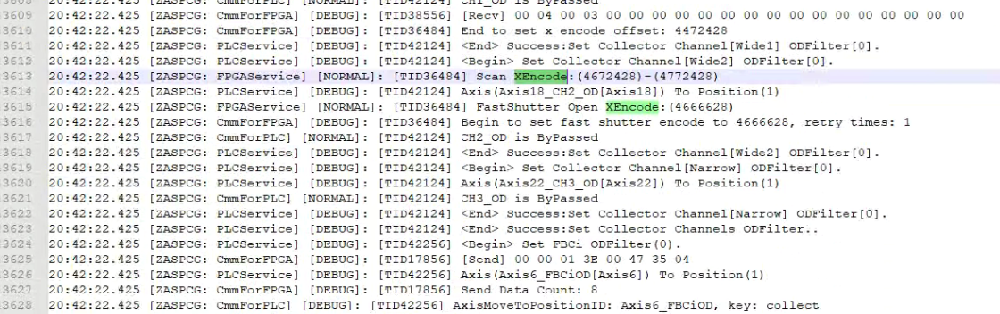 20:42:22.425 [ZASPCG: CmmForPLC] [NORMAL]: [TID42124] CH1_OD is ByPassed
3609 20:42:22.425 [ZASPCG: CmmForFPGA] [DEBUG]: [TID38556] [Recv] 00 04 00 03 00 00 00 00 00 00 00 00 00 00 00 00 00 00 00 00
3610 20:42:22.425 [ZASPCG: CmmForFPGA] [DEBUG]: [TID36484] End to set x encode offset: 4472428
3611 20:42:22.425 [ZASPCG: PLCService] [DEBUG]: [TID42124] <End> Success:Set Collector Channel[Wide1] ODFilter[0].
3612 20:42:22.425 [ZASPCG: PLCService] [DEBUG]: [TID42124] <Begin> Set Collector Channel[Wide2] ODFilter[0].
3613 20:42:22.425 [ZASPCG: FPGAService] [NORMAL]: [TID36484] Scan XEncode:(4672428)-(4772428)
3614 20:42:22.425 [ZASPCG: PLCService] [DEBUG]: [TID42124] Axis(Axis18_CH2_OD[Axis18]) To Position(1)
3615 20:42:22.425 [ZASPCG: FPGAService] [NORMAL]: [TID36484] FastShutter Open XEncode:(4666628)
3616 20:42:22.425 [ZASPCG: CmmForFPGA] [DEBUG]: [TID36484] Begin to set fast shutter encode to 4666628, retry times: 1
3617 20:42:22.425 [ZASPCG: CmmForPLC] [NORMAL]: [TID42124] CH2_OD is ByPassed
3618 20:42:22.425 [ZASPCG: PLCService] [DEBUG]: [TID42124] <End> Success:Set Collector Channel[Wide2] ODFilter[0].
3619 20:42:22.425 [ZASPCG: PLCService] [DEBUG]: [TID42124] <Begin> Set Collector Channel[Narrow] ODFilter[0].
3620 20:42:22.425 [ZASPCG: PLCService] [DEBUG]: [TID42124] Axis(Axis22_CH3_OD[Axis22]) To Position(1)
3621 20:42:22.425 [ZASPCG: CmmForPLC] [NORMAL]: [TID42124] CH3_OD is ByPassed
3622 20:42:22.425 [ZASPCG: PLCService] [DEBUG]: [TID42124] <End> Success:Set Collector Channel[Narrow] ODFilter[0].
3623 20:42:22.425 [ZASPCG: PLCService] [DEBUG]: [TID42124] <End> Success:Set Collector Channels ODFilter..
3624 20:42:22.425 [ZASPCG: PLCService] [DEBUG]: [TID42256] <Begin> Set FBCi ODFilter(0).
3625 20:42:22.425 [ZASPCG: CmmForFPGA] [DEBUG]: [TID17856] [Send] 00 00 01 3E 00 47 35 04
3626 20:42:22.425 [ZASPCG: PLCService] [DEBUG]: [TID42256] Axis(Axis6_FBCiOD[Axis6]) To Position(1)
3627 20:42:22.425 [ZASPCG: CmmForFPGA] [DEBUG]: [TID17856] Send Data Count: 8
3628 20:42:22.425 [ZASPCG: CmmForPLC] [DEBUG]: [TID42256] AxisMoveToPositionID: Axis6_FBCiOD, key: collect